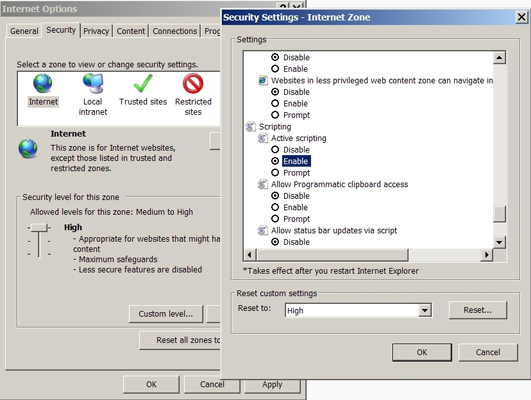 Internet Options
General Security Privacy Content Connections
Select a zone to view or change security settings.
Internet Local intranet Trusted sites Restricted sites
Internet
This zone is for Internet websites,
except those listed in trusted and
restricted zones.
Security level for this zone
Allowed levels for this zone: Medium to High
High
- Appropriate for websites that might
content
- Maximum safeguards
- Less secure features are disabled
Custom level...
Reset all zones to
OK Cancel Apply
Security Settings - Internet Zone
Settings
Disable
Enable
Websites in less privileged web content zone can navigate in
Disable
Enable
Prompt
Scripting
Active scripting
Disable
Enable
Prompt
Allow Programmatic clipboard access
Disable
Enable
Prompt
Allow status bar updates via script
Disable
*Takes effect after you restart Internet Explorer
Reset custom settings
Reset to: High Reset...
OK Cancel